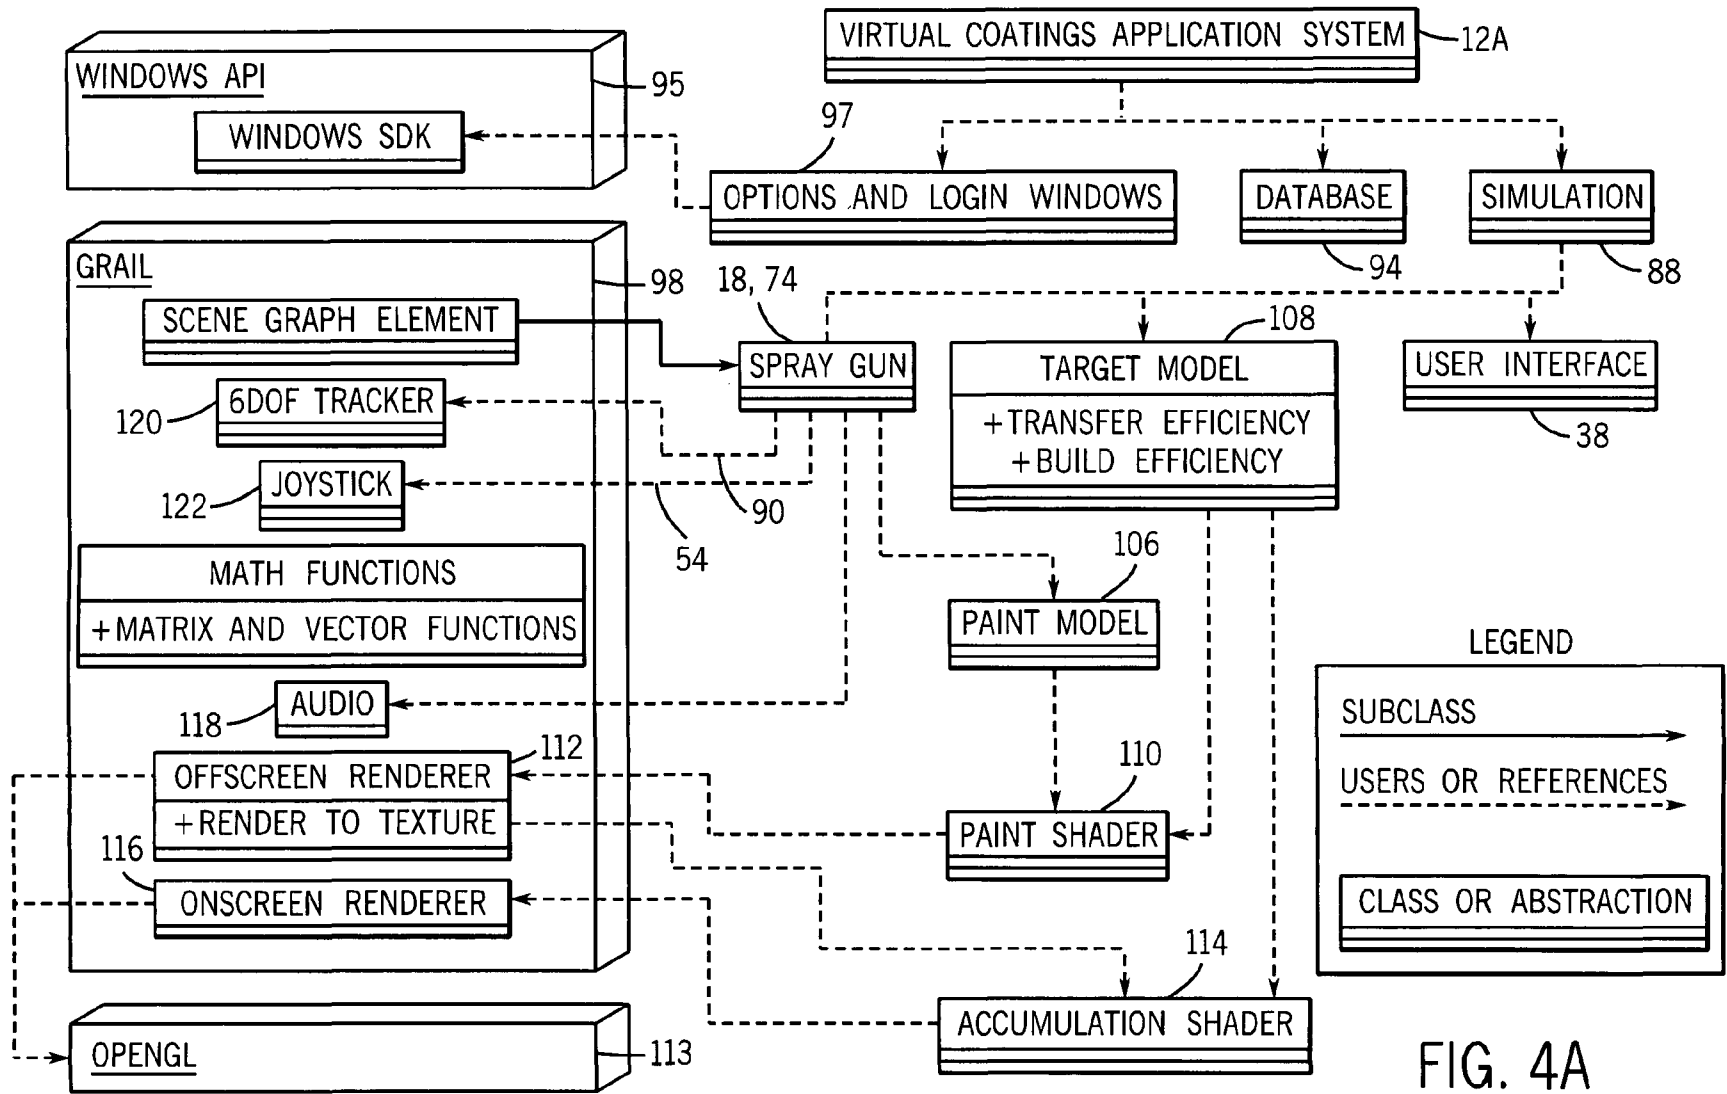 VIRTUAL COATINGS APPLICATION SYSTEM
12A
WINDOWS API
95
WINDOWS SDK
97
OPTIONS AND LOGIN WINDOWS
DATABASE
94
SIMULATION
88
GRAIL
98
SCENE GRAPH ELEMENT
18, 74
SPRAY GUN
108
TARGET MODEL
+TRANSFER EFFICIENCY
+BUILD EFFICIENCY
USER INTERFACE
38
6DOF TRACKER
120
JOYSTICK
122
90
54
MATH FUNCTIONS
+MATRIX AND VECTOR FUNCTIONS
106
PAINT MODEL
AUDIO
118
112
OFFSCREEN RENDERER
+RENDER TO TEXTURE
110
PAINT SHADER
116
ONSCREEN RENDERER
114
ACCUMULATION SHADER
OPENGL
113
LEGEND
SUBCLASS
USERS OR REFERENCES
CLASS OR ABSTRACTION
FIG. 4A